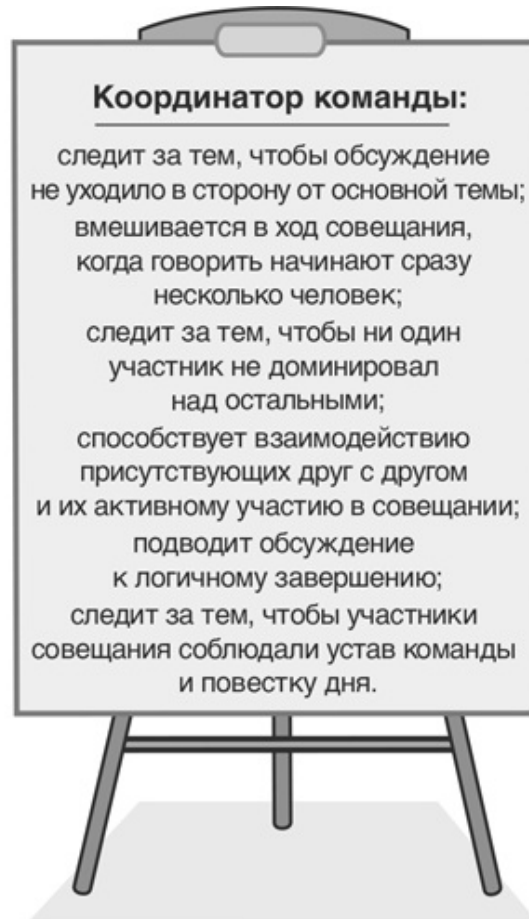 Координатор команды:
следит за тем, чтобы обсуждение
не уходило в сторону от основной темы;
вмешивается в ход совещания,
когда говорить начинают сразу
несколько человек;
следит за тем, чтобы ни один
участник не доминировал
над остальными;
способствует взаимодействию
присутствующих друг с другом
и их активному участию в совещании;
подводит обсуждение
к логичному завершению;
следит за тем, чтобы участники
совещания соблюдали устав команды
и повестку дня.